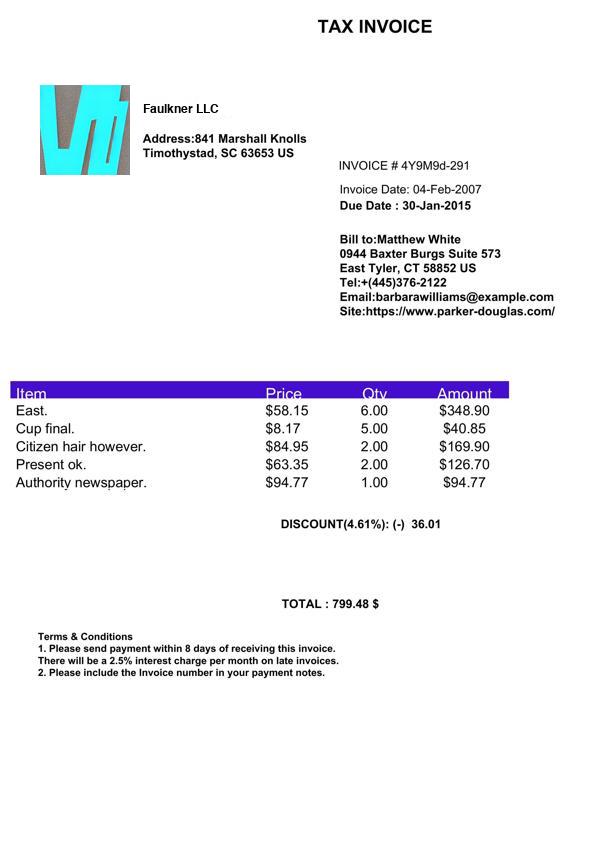 TAX INVOICE
Faulkner LLC
Address:841 Marshall Knolls
Timothystad, SC 63653 US
INVOICE # 4Y9M9d-291
Invoice Date: 04-Feb-2007
Due Date : 30-Jan-2015
Bill to:Matthew White
0944 Baxter Burgs Suite 573
East Tyler, CT 58852 US
Tel:+(445)376-2122
Email:barbarawilliams@example.com
Site:https://www.parker-douglas.com/
Item Price Qty Amount
East. $58.15 6.00 $348.90
Cup final. $8.17 5.00 $40.85
Citizen hair however. $84.95 2.00 $169.90
Present ok. $63.35 2.00 $126.70
Authority newspaper. $94.77 1.00 $94.77
DISCOUNT(4.61%): (-) 36.01
TOTAL : 799.48 $
Terms & Conditions
1. Please send payment within 8 days of receiving this invoice.
There will be a 2.5% interest charge per month on late invoices.
2. Please include the Invoice number in your payment notes.